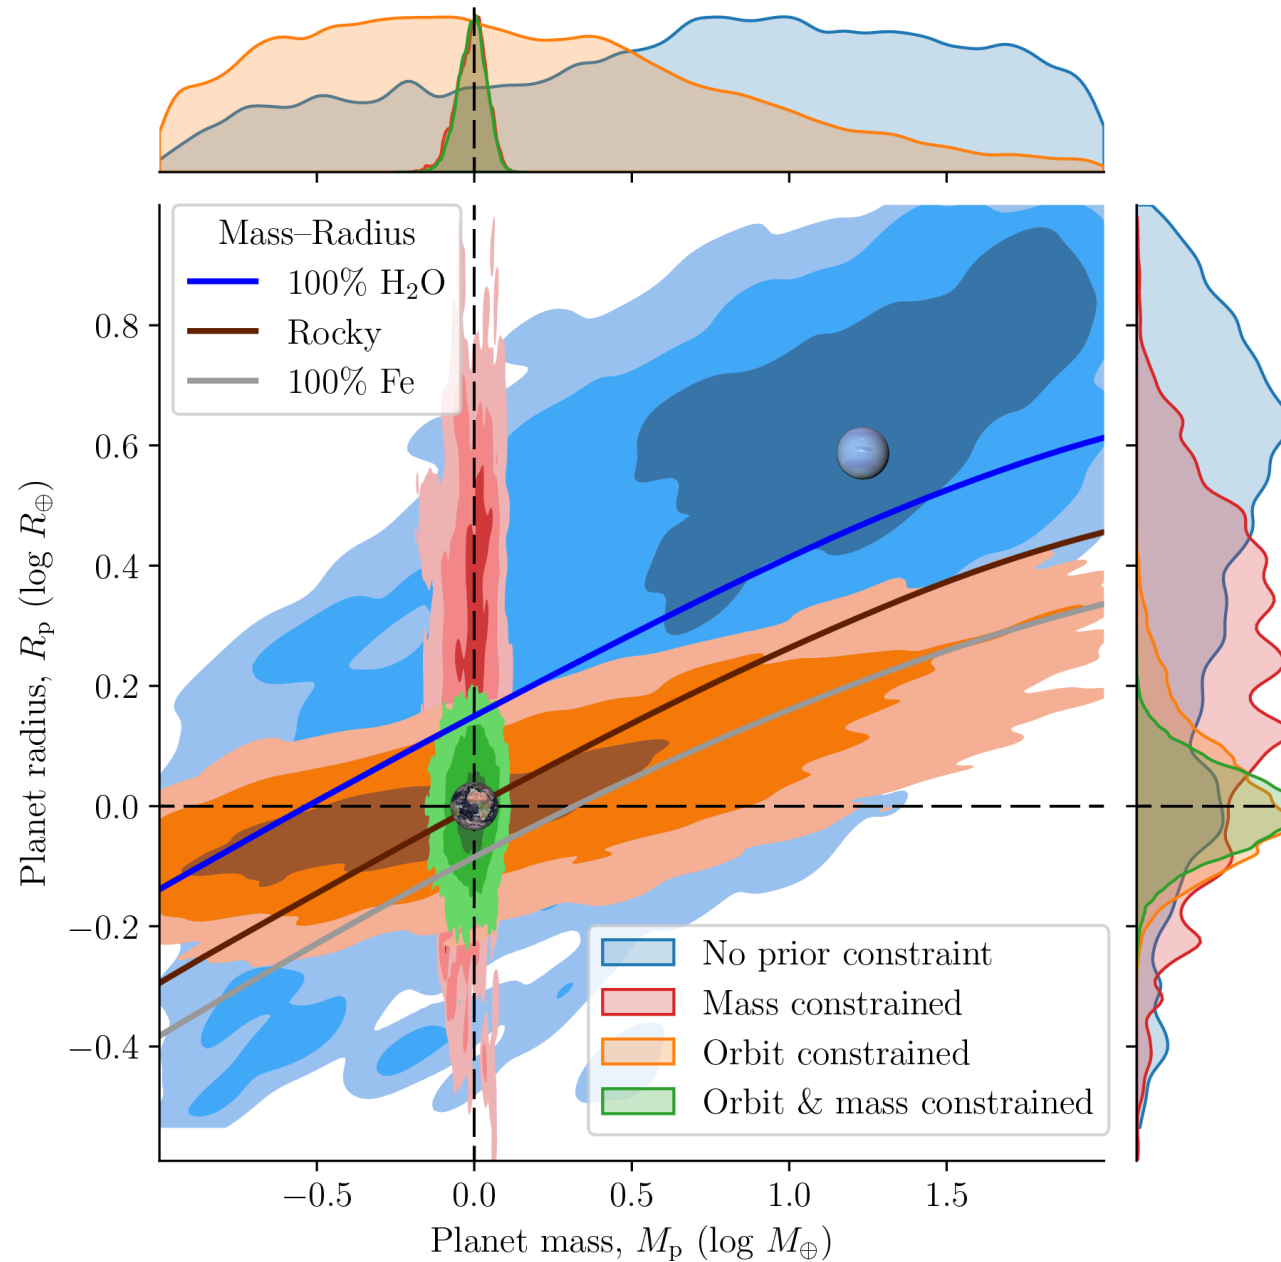 Mass–Radius
100% H₂O
Rocky
100% Fe
0.8
0.6
0.4
0.2
0.0
−0.2
−0.4
Planet radius, Rₚ (log R⊕)
No prior constraint
Mass constrained
Orbit constrained
Orbit & mass constrained
−0.5 0.0 0.5 1.0 1.5
Planet mass, Mₚ (log M⊕)